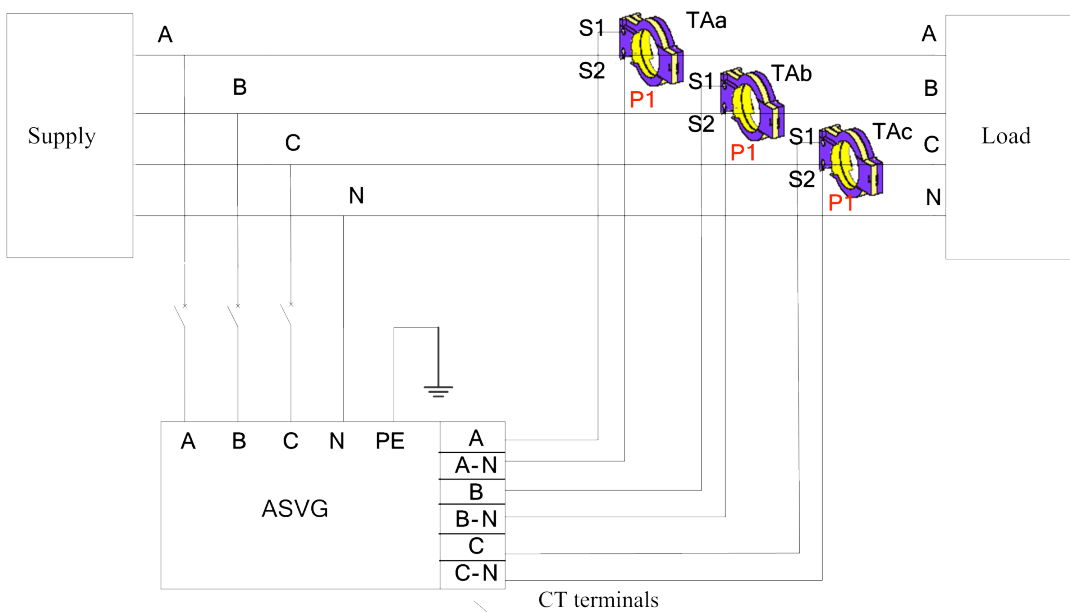 A
S1
TAa
A
S2
S1
TAb
B
P1
B
Supply
S2
S1
TAc
Load
C
P1
C
S2
N
P1
N
A B C N PE
A
A-N
B
ASVG
B-N
C
C-N
CT terminals